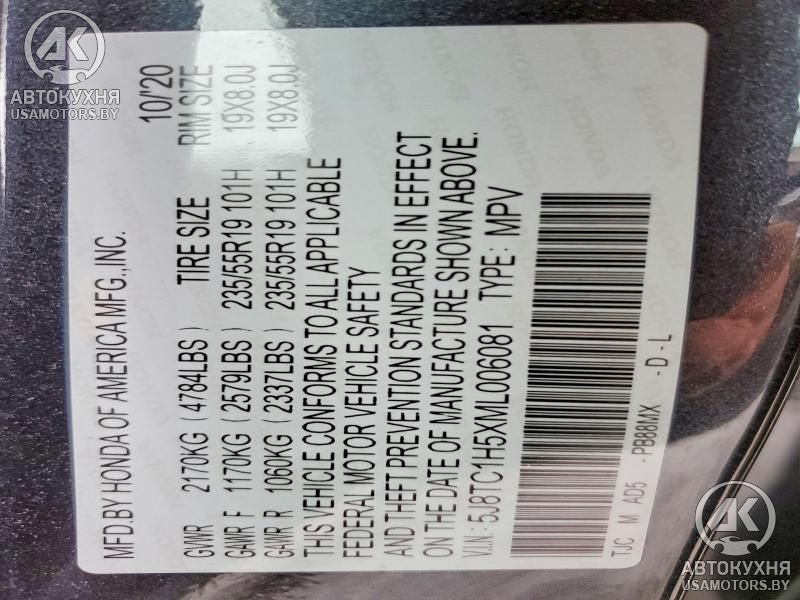 MFD.BY HONDA OF AMERICA MFG.,INC. 10/'20
GVWR 2170KG (4784LBS) TIRE SIZE RIM SIZE
GAWR F 1170KG (2579LBS) 235/55R19 101H 19X8.0J
GAWR R 1060KG (2337LBS) 235/55R19 101H 19X8.0J
THIS VEHICLE CONFORMS TO ALL APPLICABLE
FEDERAL MOTOR VEHICLE SAFETY
AND THEFT PREVENTION STANDARDS IN EFFECT
ON THE DATE OF MANUFACTURE SHOWN ABOVE.
V.I.N: 5J8TC1H5XML006081 TYPE: MPV
TJC M AD5 -PB88MX -D-L
АК
АВТОКУХНЯ
USAMOTORS.BY
АК
АВТОКУХНЯ
USAMOTORS.BY